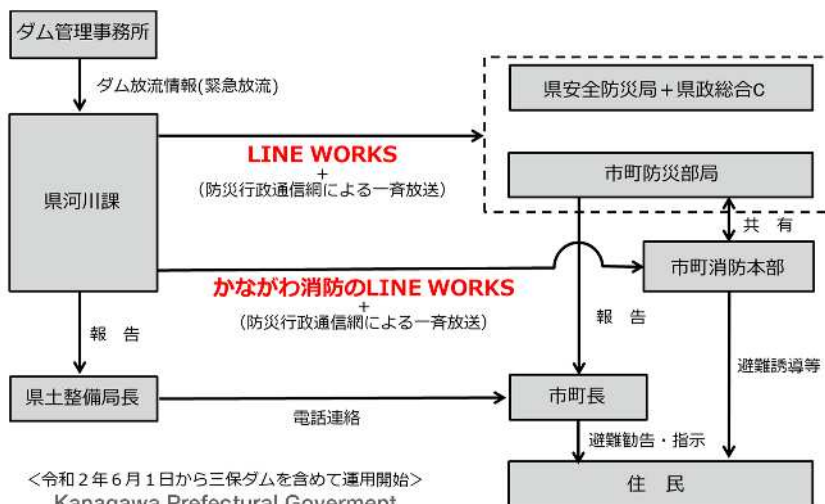 ダム管理事務所
ダム放流情報(緊急放流)
県安全防災局＋県政総合C
LINE WORKS
+
(防災行政通信網による一斉放送)
県河川課
市町防災部局
共　有
かながわ消防のLINE WORKS
+
(防災行政通信網による一斉放送)
市町消防本部
報　告
報　告
避難誘導等
県土整備局長
電話連絡
市町長
避難勧告・指示
＜令和２年６月１日から三保ダムを含めて運用開始＞
住　民
Kanagawa Prefectural Goverment